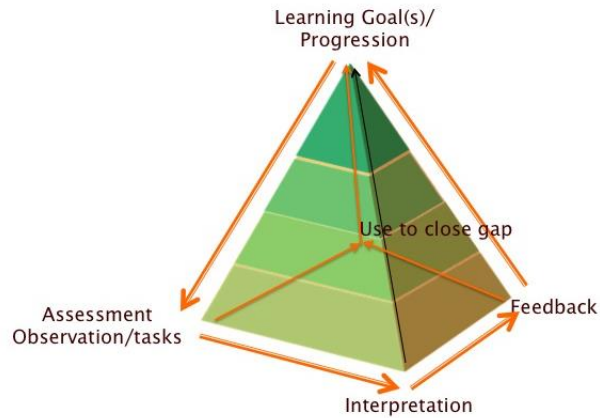 Learning Goal(s)/
Progression
Use to close gap
Assessment
Observation/tasks
Feedback
Interpretation